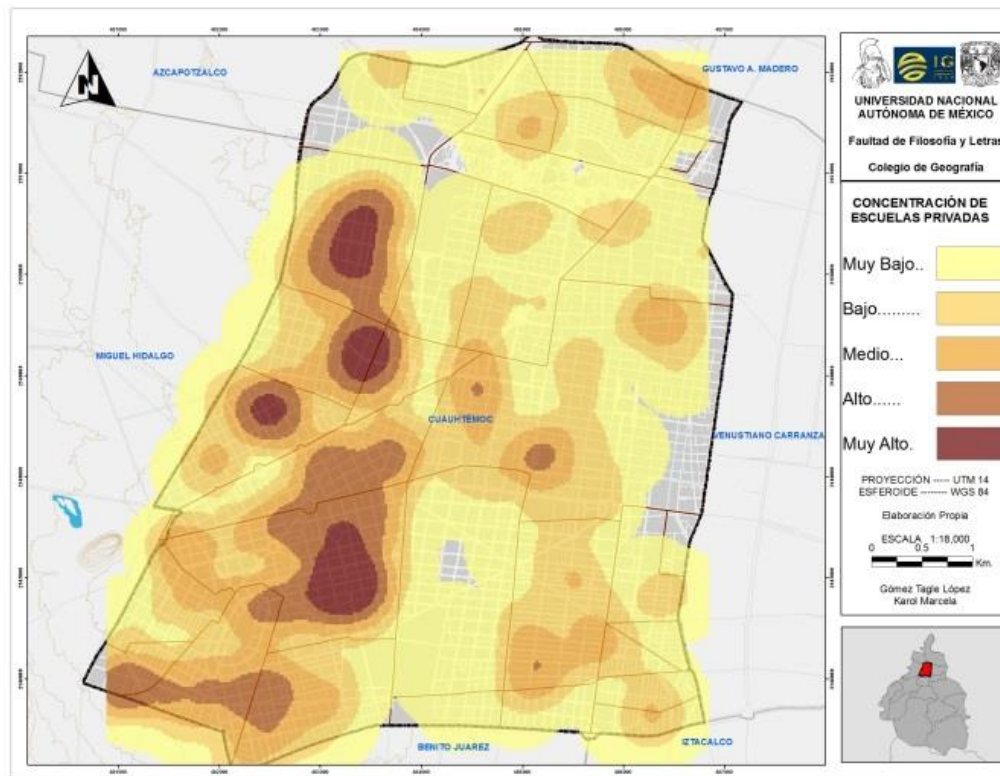 N
AZCAPOTZALCO
GUSTAVO A. MADERO
MIGUEL HIDALGO
CUAUHTEMOC
VENUSTIANO CARRANZA
BENITO JUAREZ
IZTACALCO
IG
UNIVERSIDAD NACIONAL
AUTÓNOMA DE MÉXICO
Faultad de Filosofía y Letras
Colegio de Geografía
CONCENTRACIÓN DE
ESCUELAS PRIVADAS
Muy Bajo..
Bajo.........
Medio...
Alto......
Muy Alto.
PROYECCIÓN ---- UTM 14
ESFEROIDE -------- WGS 84
Elaboración Propia
ESCALA 1:18,000
0 0.5 1
Km.
Gómez Tagle López
Karol Marcela